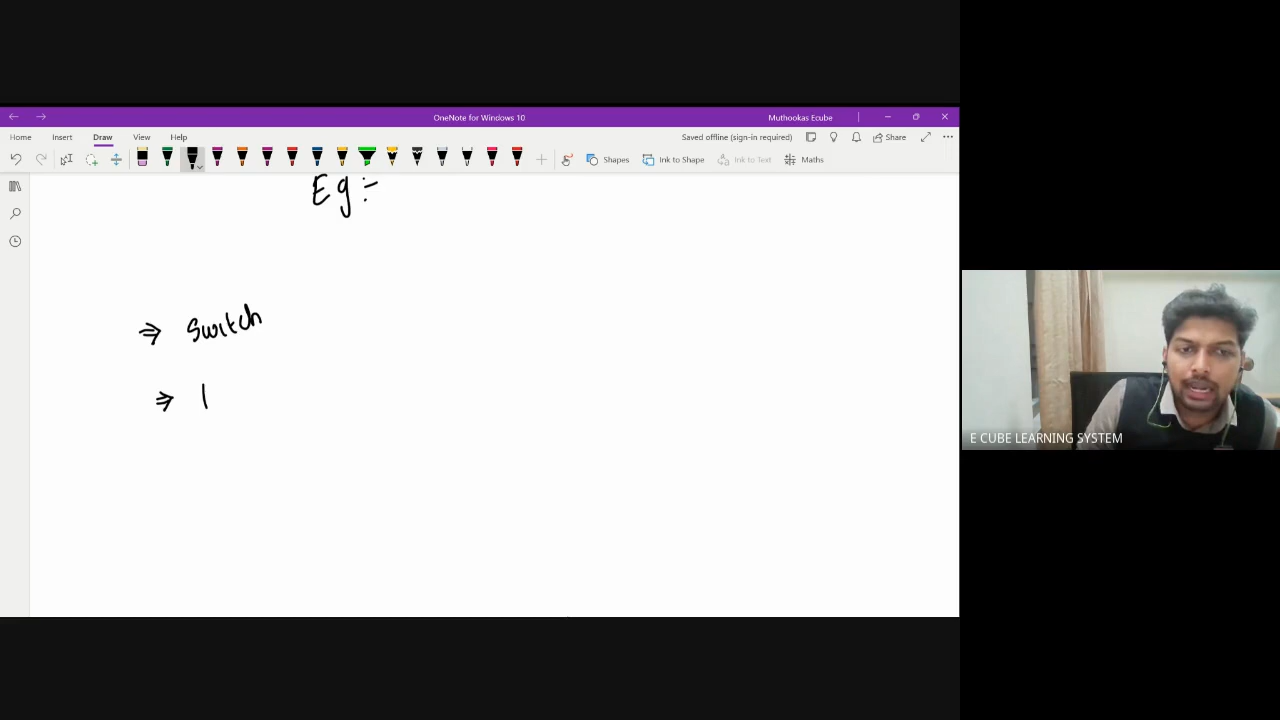 OneNote for Windows 10
Muthookas Ecube
Home Insert Draw View Help
Saved offline (sign-in required)
Share
Shapes
Ink to Shape
Ink to Text
Maths
Eg :-
⇒ Switch
⇒ I
E CUBE LEARNING SYSTEM